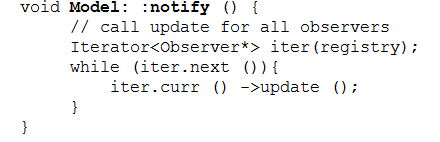 void Model: :notify () {
// call update for all observers
Iterator<Observer*> iter(registry);
while (iter.next ()){
iter.curr () ->update ();
}
}